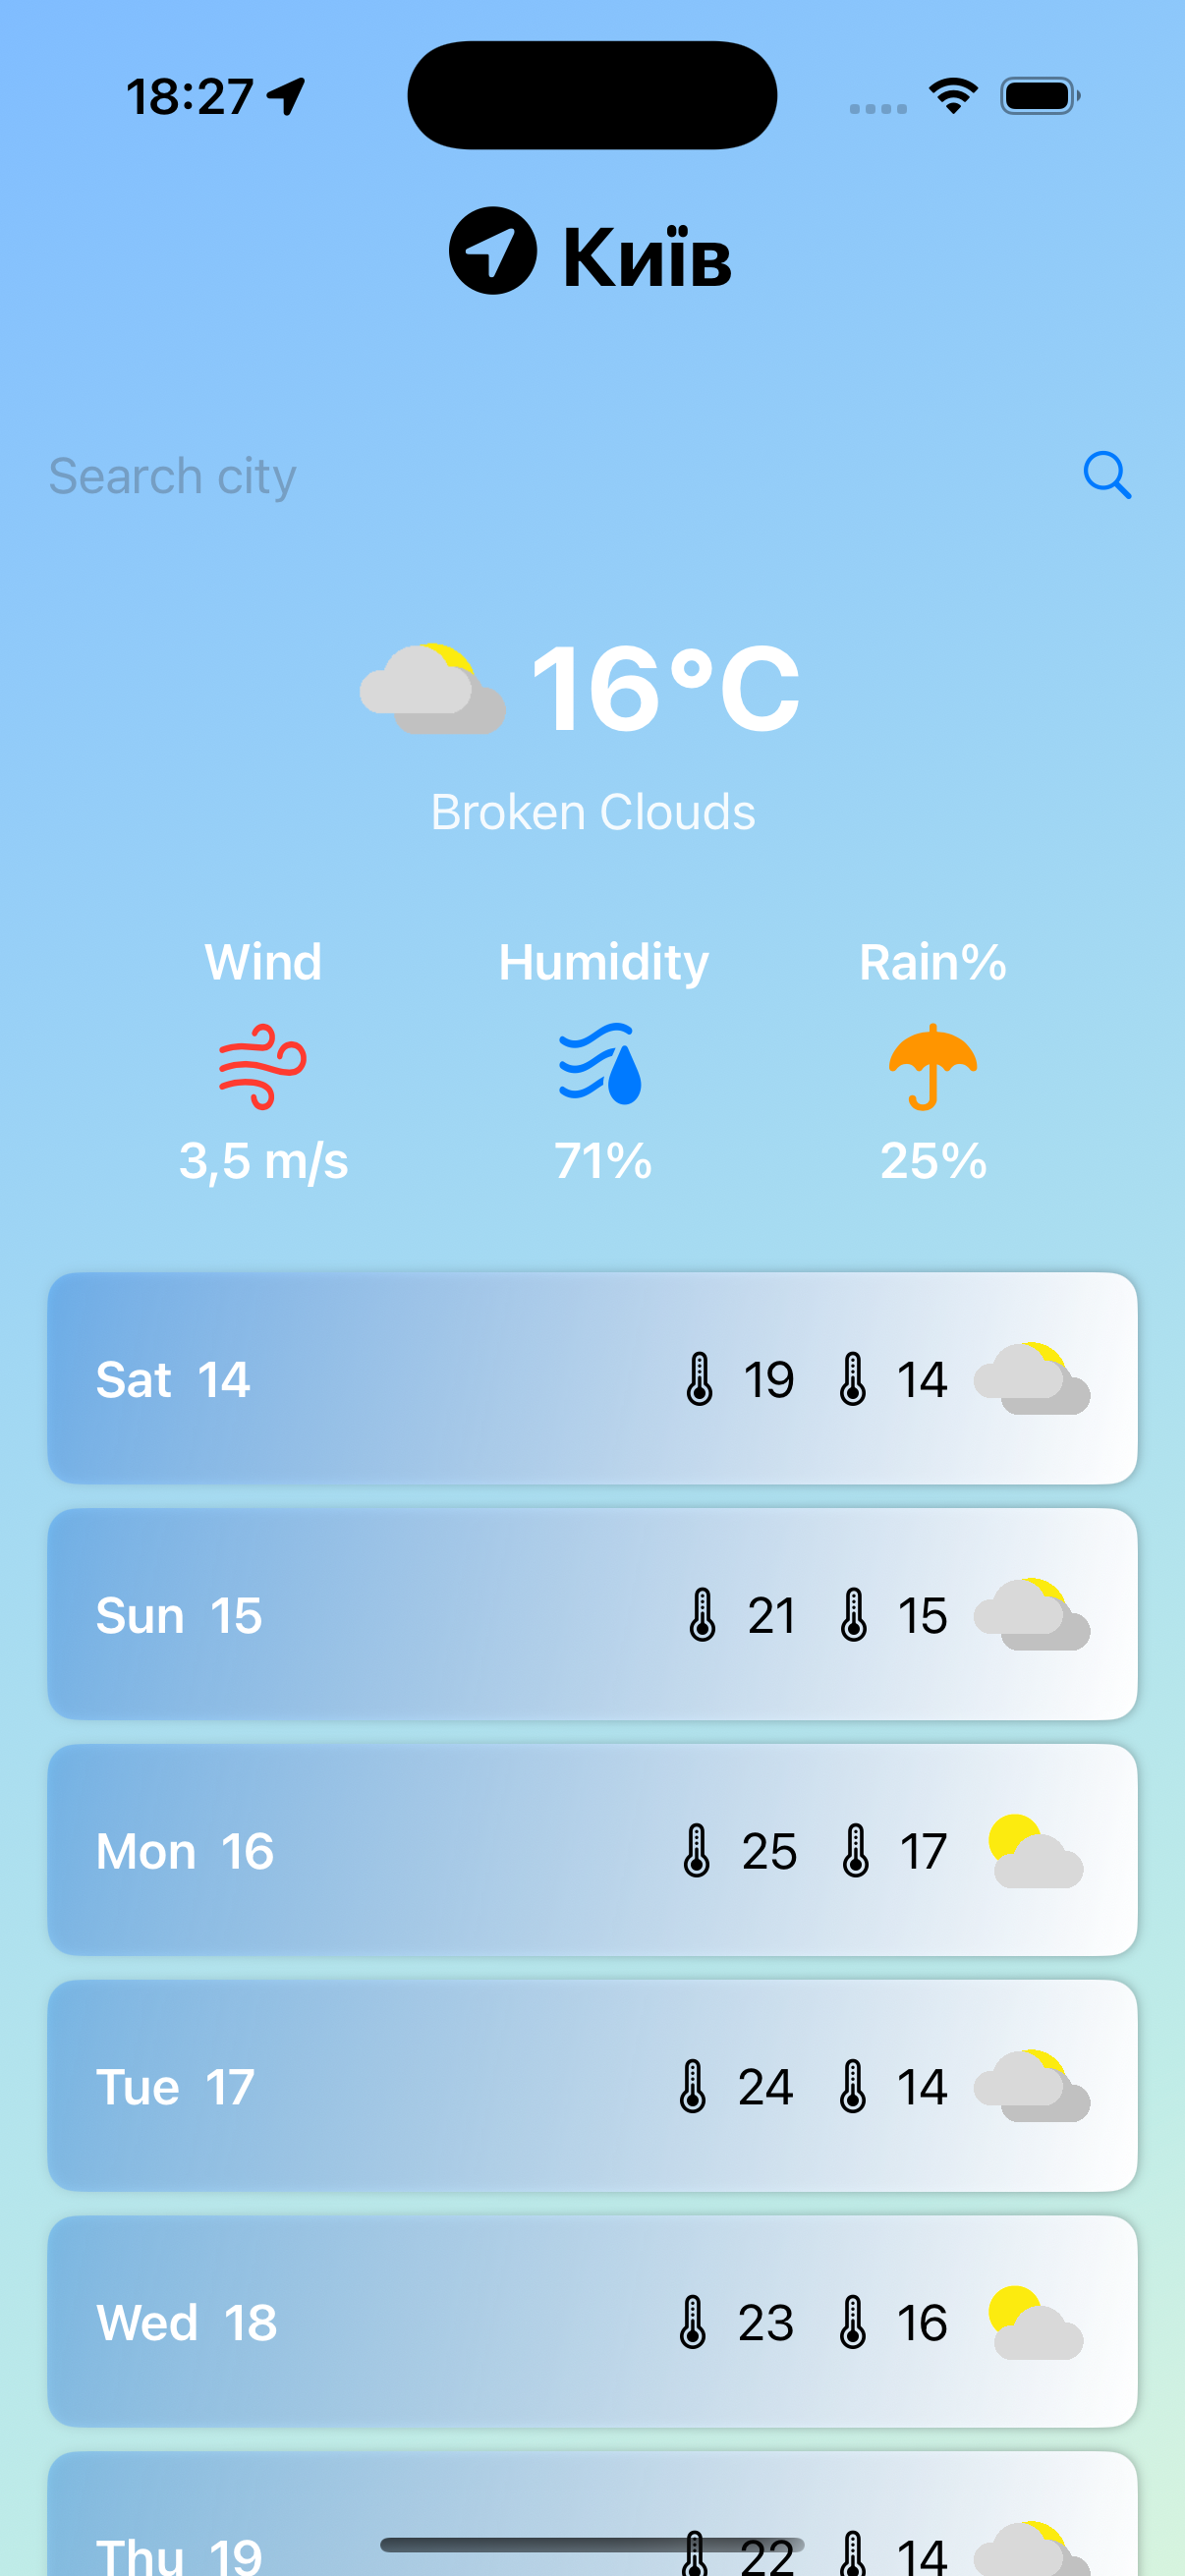 18:27
Київ
Search city
16°C
Broken Clouds
Wind Humidity Rain%
3,5 m/s 71% 25%
Sat 14 19 14
Sun 15 21 15
Mon 16 25 17
Tue 17 24 14
Wed 18 23 16
Thu 19 22 14